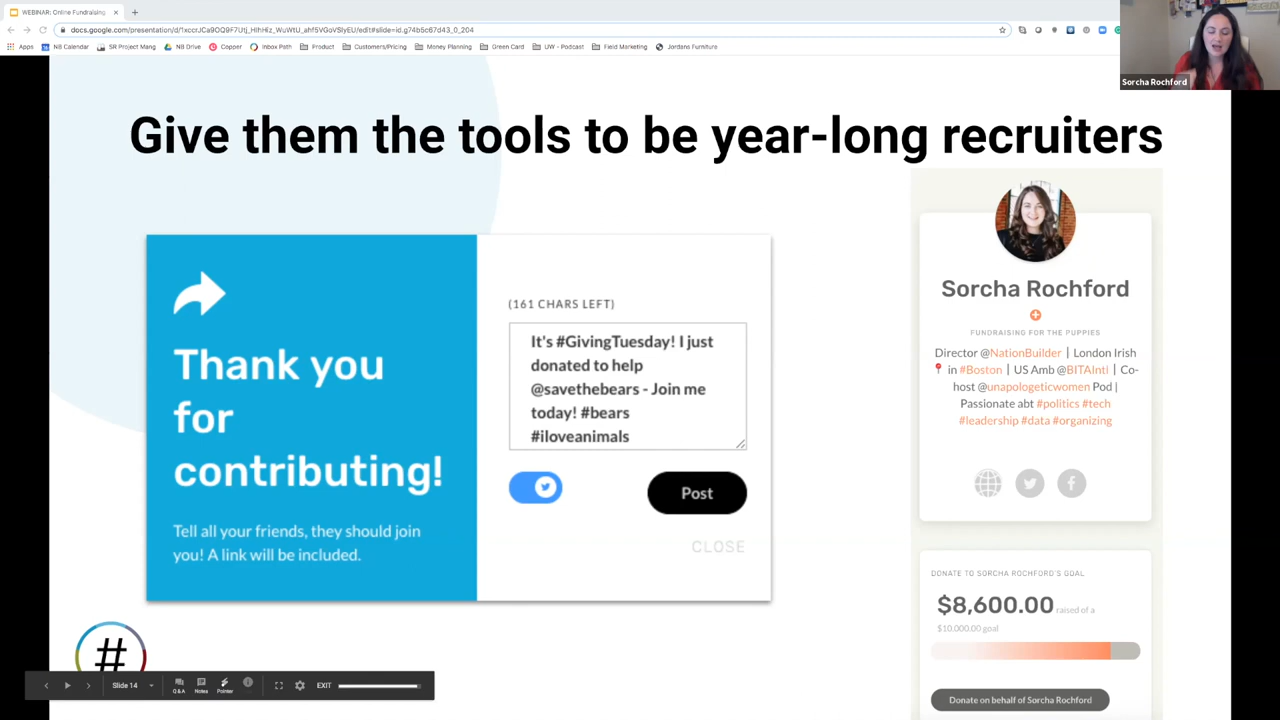 WEBINAR: Online Fundraising
docs.google.com/presentation/d/1xccrJCa9OQ9F7Utj_HIhHKz_WuWtU_ahf5VGoVSlyEU/edit#slide=id.g74b5c67d43_0_204
Apps NB Calendar SR Project Mang NB Drive Copper Inbox Path Product Customers/Pricing Money Planning Green Card UW - Podcast Field Marketing Jordans Furniture
Sorcha Rochford
Give them the tools to be year-long recruiters
Thank you
for
contributing!
Tell all your friends, they should join
you! A link will be included.
(161 CHARS LEFT)
It's #GivingTuesday! I just
donated to help
@savethebears - Join me
today! #bears
#iloveanimals
Post
CLOSE
Sorcha Rochford
FUNDRAISING FOR THE PUPPIES
Director @NationBuilder | London Irish
in #Boston | US Amb @BITAIntl | Co-
host @unapologeticwomen Pod |
Passionate abt #politics #tech
#leadership #data #organizing
DONATE TO SORCHA ROCHFORD'S GOAL
$8,600.00 raised of a
$10,000.00 goal
Donate on behalf of Sorcha Rochford
#
Slide 14
Q&A Notes Pointer
EXIT